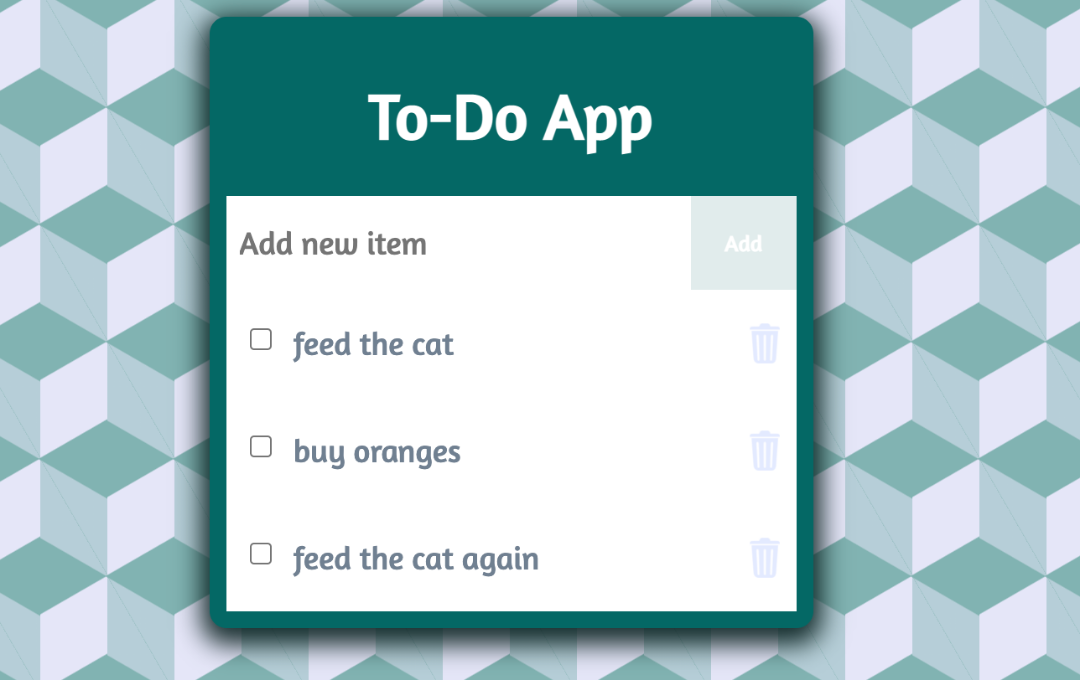 To-Do App
Add new item
Add
feed the cat
buy oranges
feed the cat again